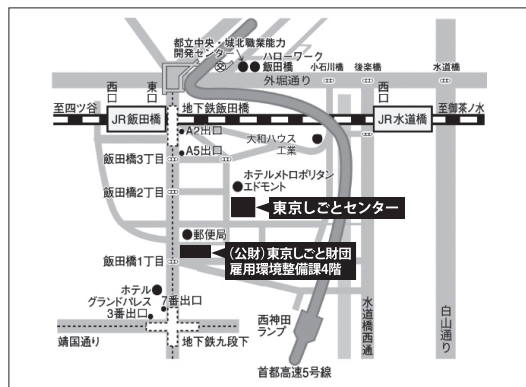 都立中央・城北職業能力
開発センター
ハローワーク
飯田橋
小石川橋
後楽橋
水道橋
外堀通り
西口
東口
西口
至四ツ谷
JR飯田橋
地下鉄飯田橋
JR水道橋
至御茶ノ水
A2出口
A5出口
大和ハウス
工業
飯田橋3丁目
飯田橋2丁目
ホテルメトロポリタン
エドモント
東京しごとセンター
郵便局
(公財)東京しごと財団
雇用環境整備課4階
飯田橋1丁目
ホテル
グランドパレス
7番出口
3番出口
西神田
ランプ
水道橋西通
白山通り
靖国通り
地下鉄九段下
首都高速5号線